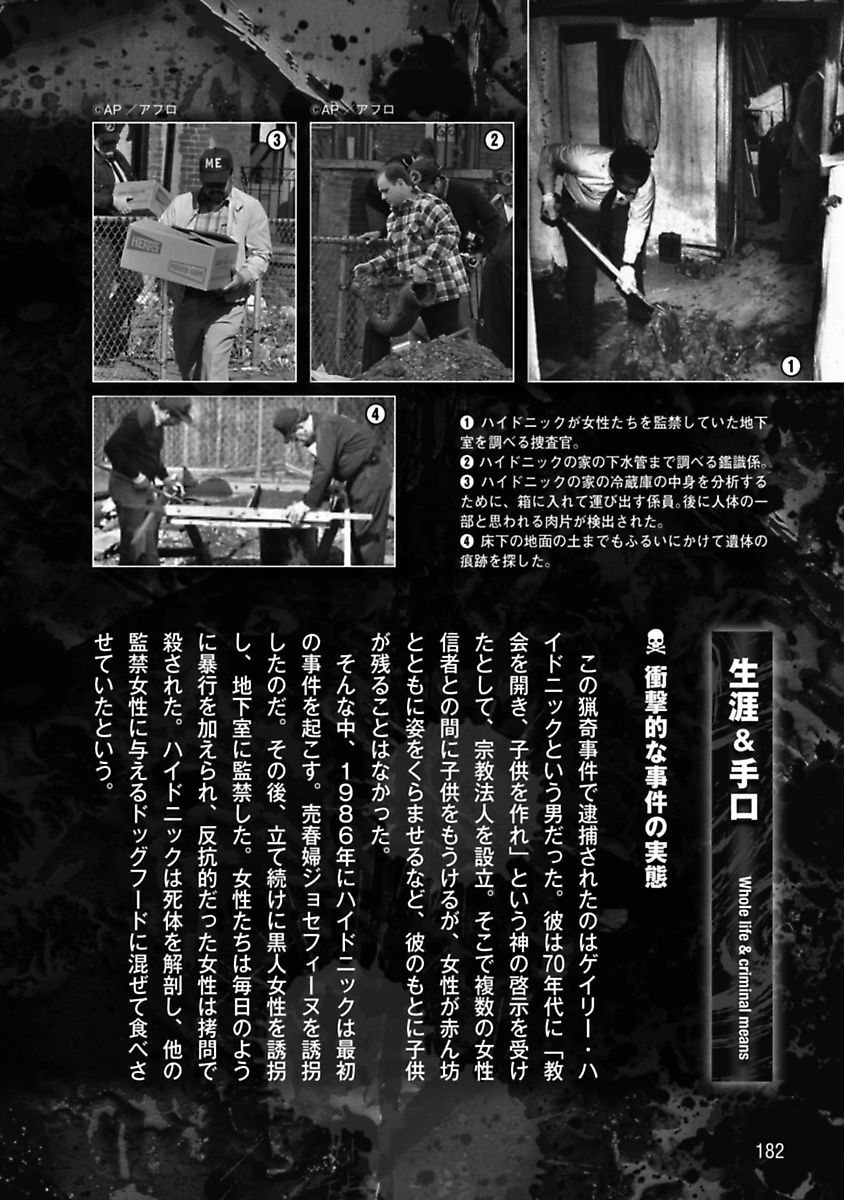 ©AP／アフロ
©AP／アフロ
3
2
1
4
ME
HERRS
❶ ハイドニックが女性たちを監禁していた地下
室を調べる捜査官。
❷ ハイドニックの家の下水管まで調べる鑑識係。
❸ ハイドニックの家の冷蔵庫の中身を分析する
ために、箱に入れて運び出す係員。後に人体の一
部と思われる肉片が検出された。
❹ 床下の地面の土までもふるいにかけて遺体の
痕跡を探した。
生涯&手口
Whole life & criminal means
衝撃的な事件の実態
この猟奇事件で逮捕されたのはゲイリー・ハ
イドニックという男だった。彼は70年代に「教
会を開き、子供を作れ」という神の啓示を受け
たとして、宗教法人を設立。そこで複数の女性
信者との間に子供をもうけるが、女性が赤ん坊
とともに姿をくらませるなど、彼のもとに子供
が残ることはなかった。
そんな中、1986年にハイドニックは最初
の事件を起こす。売春婦ジョセフィーヌを誘拐
したのだ。その後、立て続けに黒人女性を誘拐
し、地下室に監禁した。女性たちは毎日のよう
に暴行を加えられ、反抗的だった女性は拷問で
殺された。ハイドニックは死体を解剖し、他の
監禁女性に与えるドッグフードに混ぜて食べさ
せていたという。
182